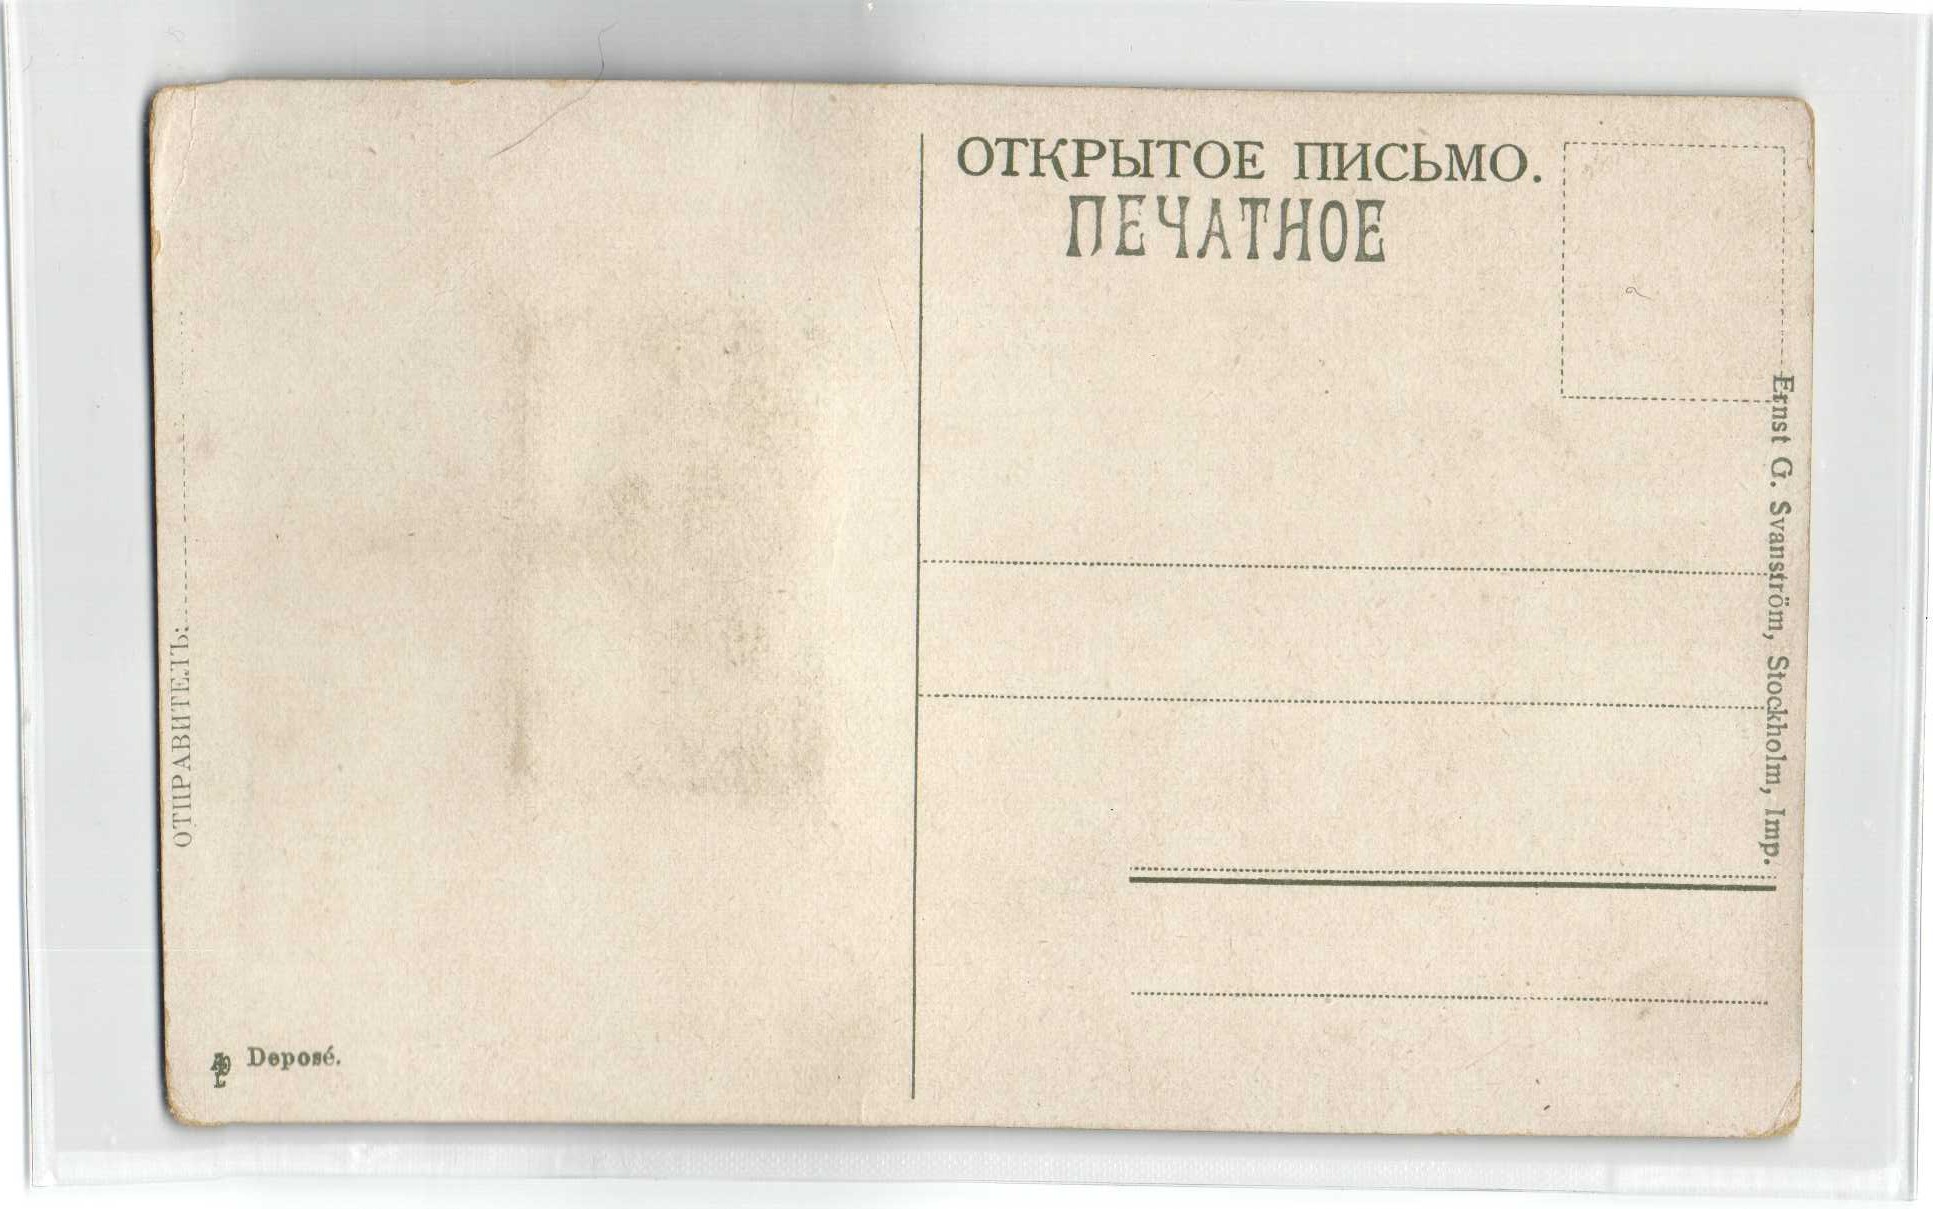 ОТКРЫТОЕ ПИСЬМО.
ПЕЧАТНОЕ
Ernst G. Svanström, Stockholm, Imp.
ОТПРАВИТЕЛЬ:
Deposé.